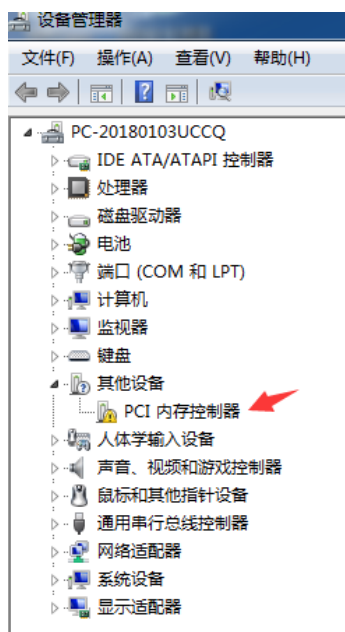 设备管理器
文件(F) 操作(A) 查看(V) 帮助(H)
PC-20180103UCCQ
IDE ATA/ATAPI 控制器
处理器
磁盘驱动器
电池
端口 (COM 和 LPT)
计算机
监视器
键盘
其他设备
PCI 内存控制器
人体学输入设备
声音、视频和游戏控制器
鼠标和其他指针设备
通用串行总线控制器
网络适配器
系统设备
显示适配器